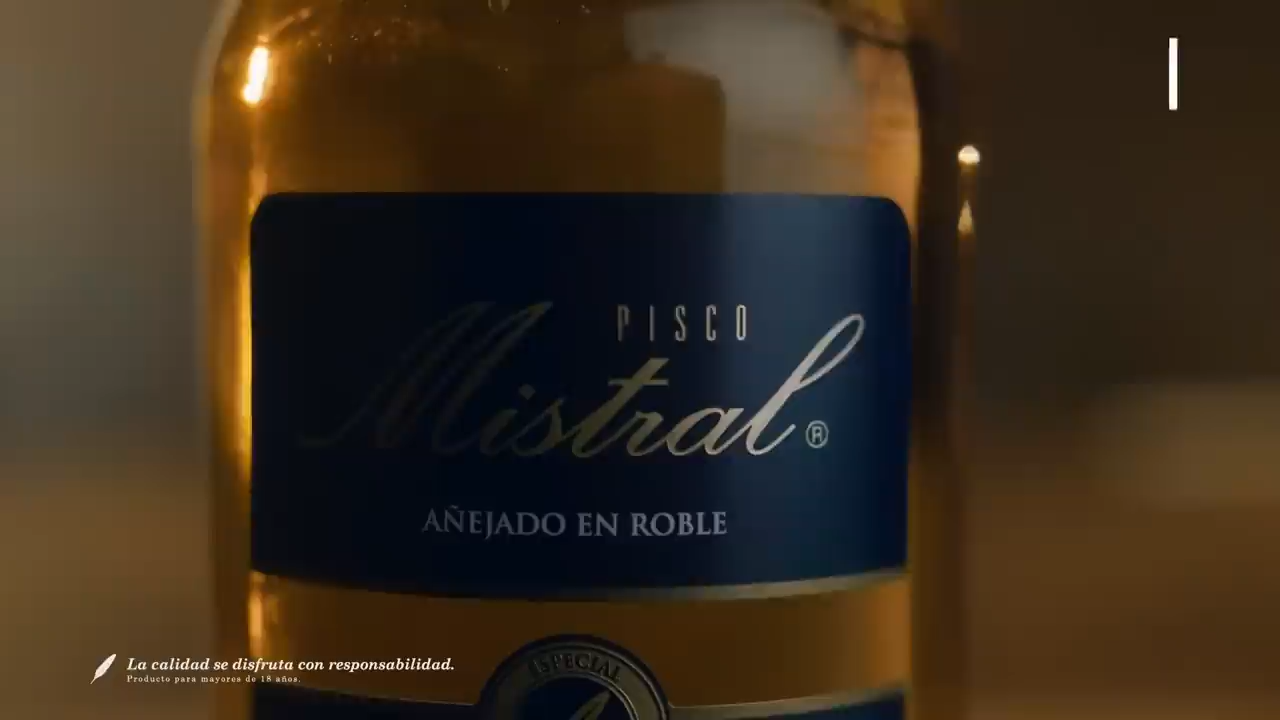 PISCO
Mistral®
AÑEJADO EN ROBLE
ESPECIAL
La calidad se disfruta con responsabilidad.
Producto para mayores de 18 años.